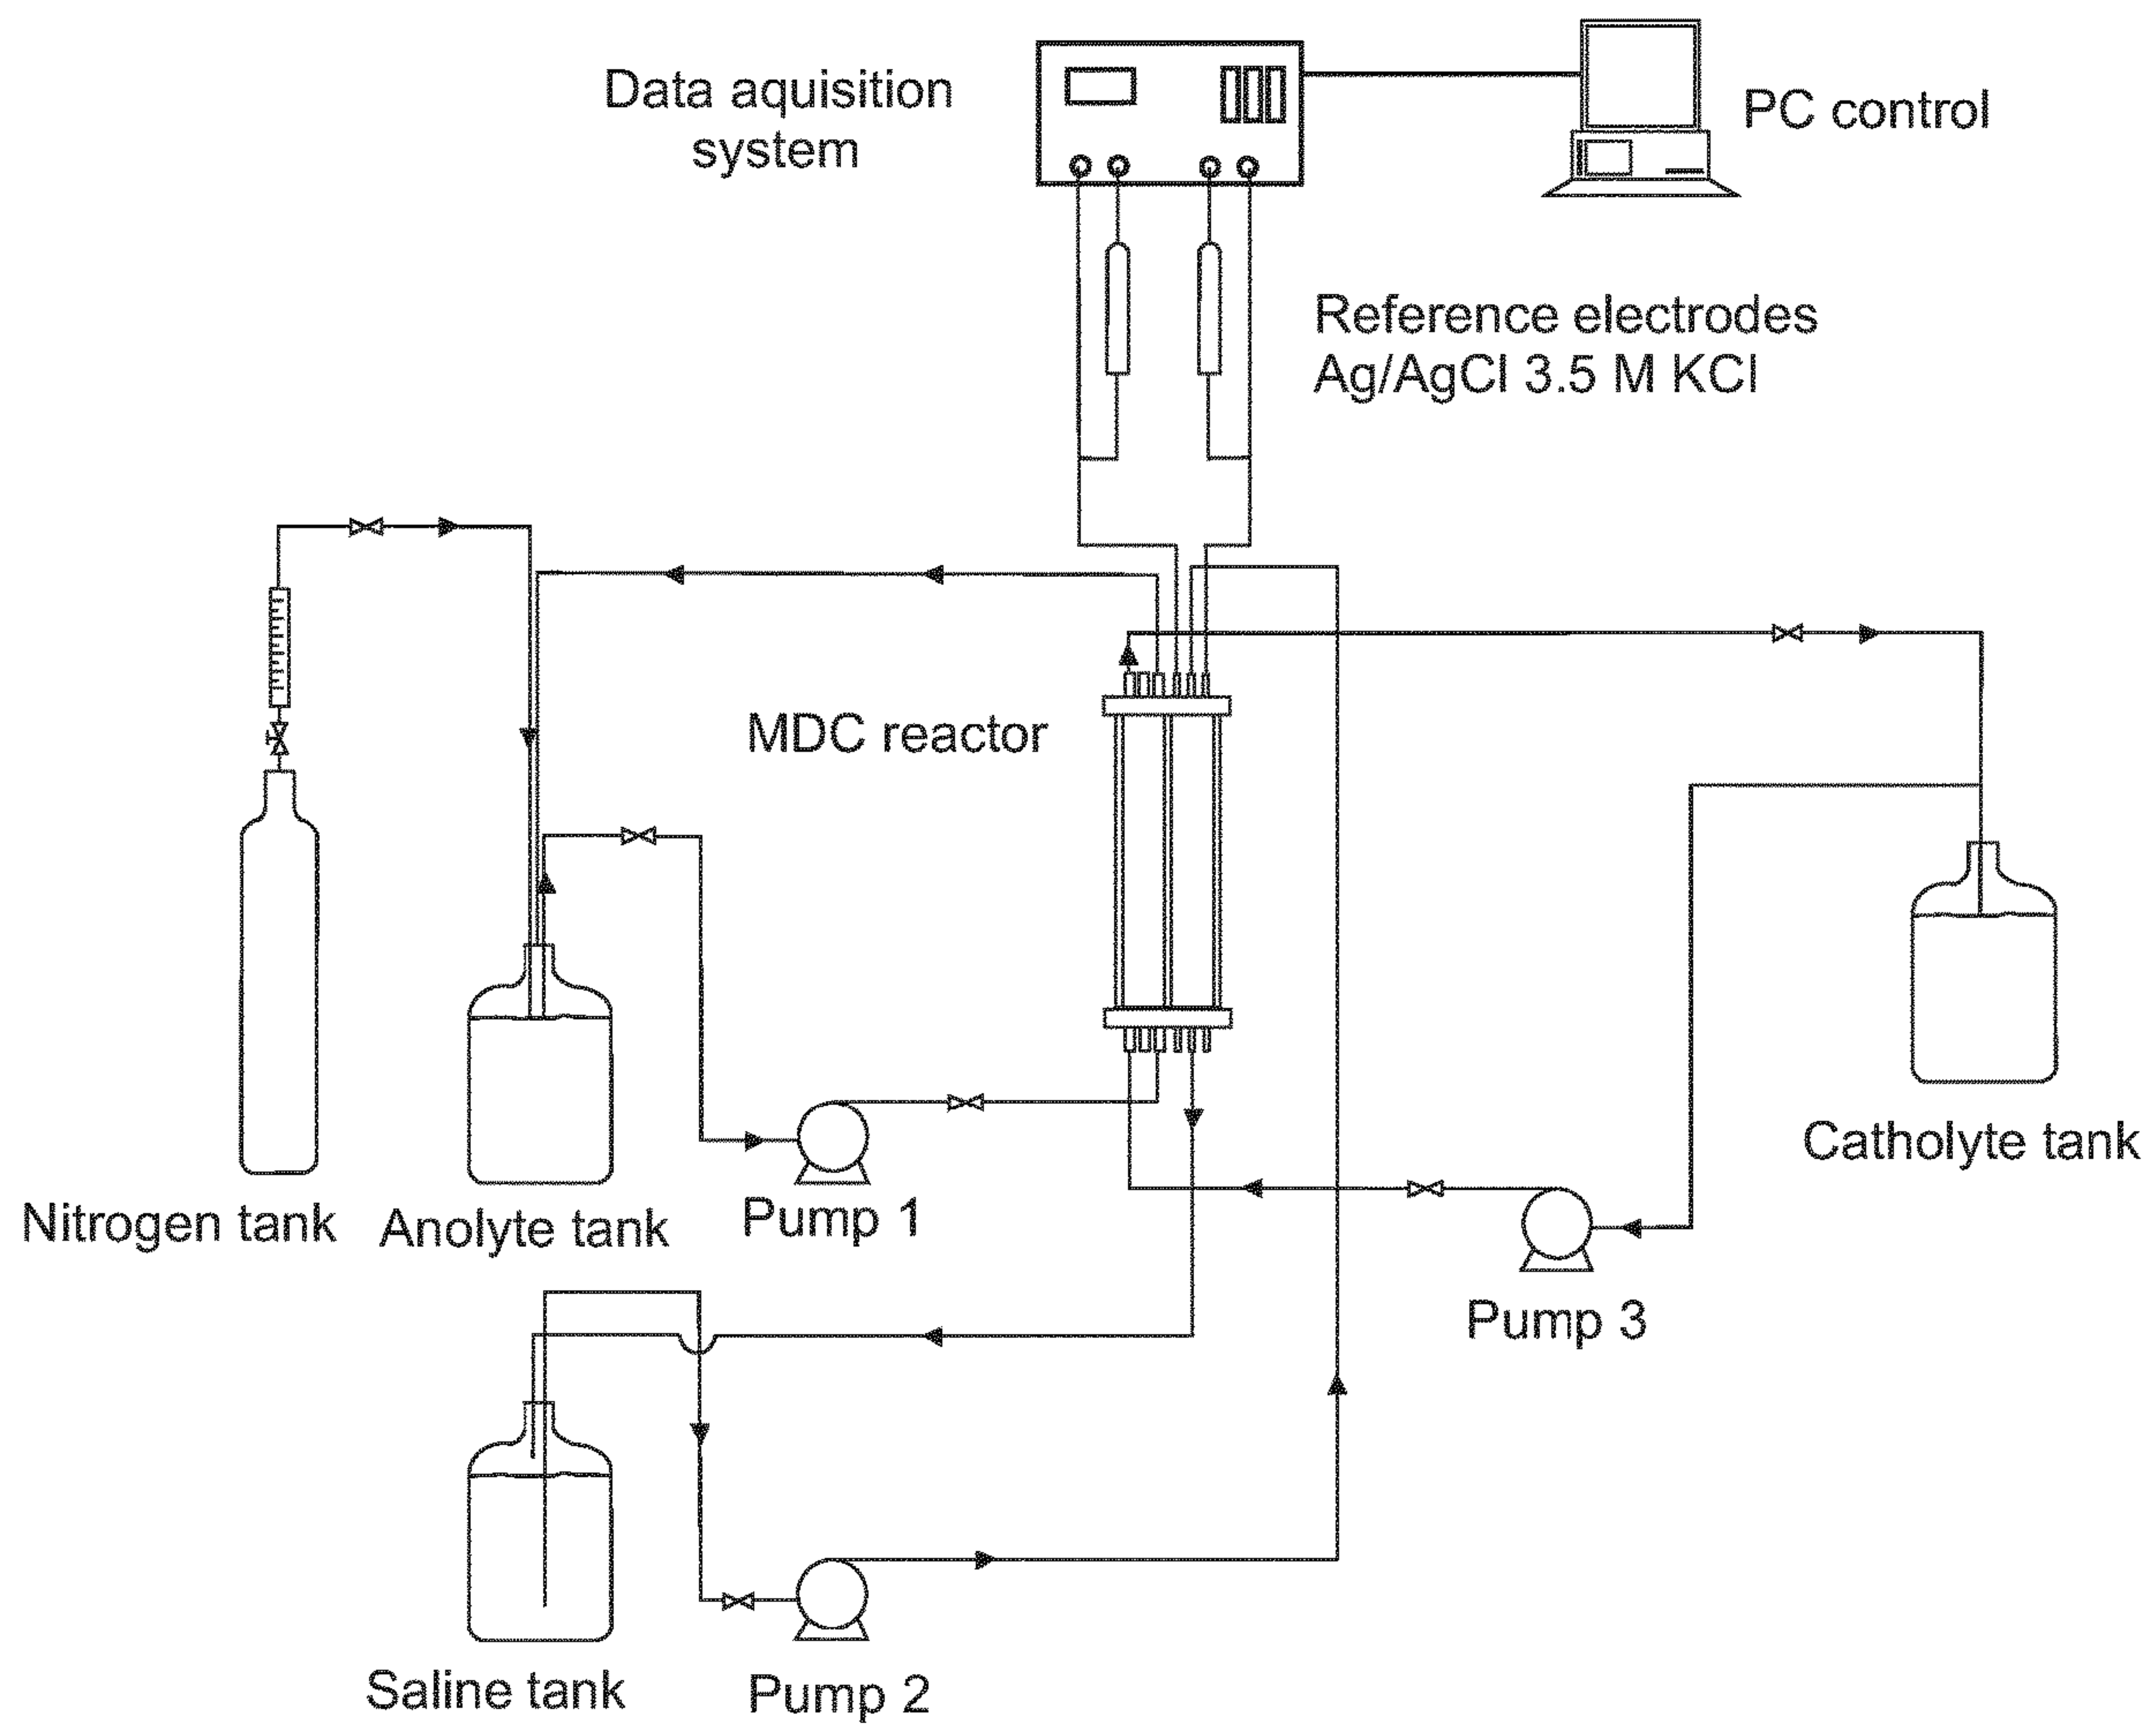 Data aquisition
system
PC control
Reference electrodes
Ag/AgCl 3.5 M KCl
MDC reactor
Catholyte tank
Nitrogen tank
Anolyte tank
Pump 1
Pump 3
Saline tank
Pump 2